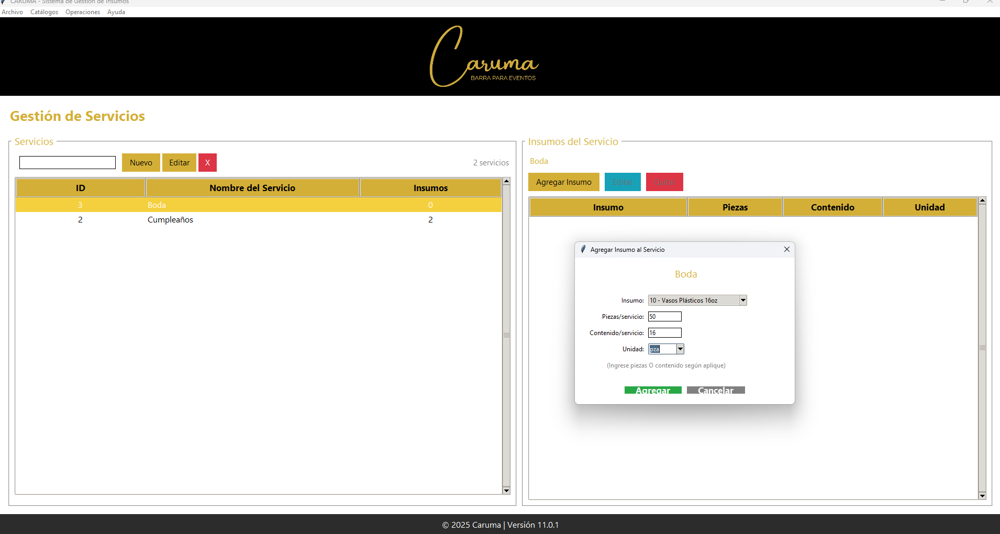 CARUMA - Sistema de Gestión de Insumos
Archivo Catálogos Operaciones Ayuda
Caruma
BARRA PARA EVENTOS
Gestión de Servicios
Servicios
Nuevo Editar X 2 servicios
ID Nombre del Servicio Insumos
3 Boda 0
2 Cumpleaños 2
Insumos del Servicio
Boda
Agregar Insumo Editar Quitar
Insumo Piezas Contenido Unidad
Agregar Insumo al Servicio
Boda
Insumo: 10 - Vasos Plásticos 16oz
Piezas/servicio: 50
Contenido/servicio: 16
Unidad: pza
(Ingrese piezas O contenido según aplique)
Agregar Cancelar
© 2025 Caruma | Versión 11.0.1